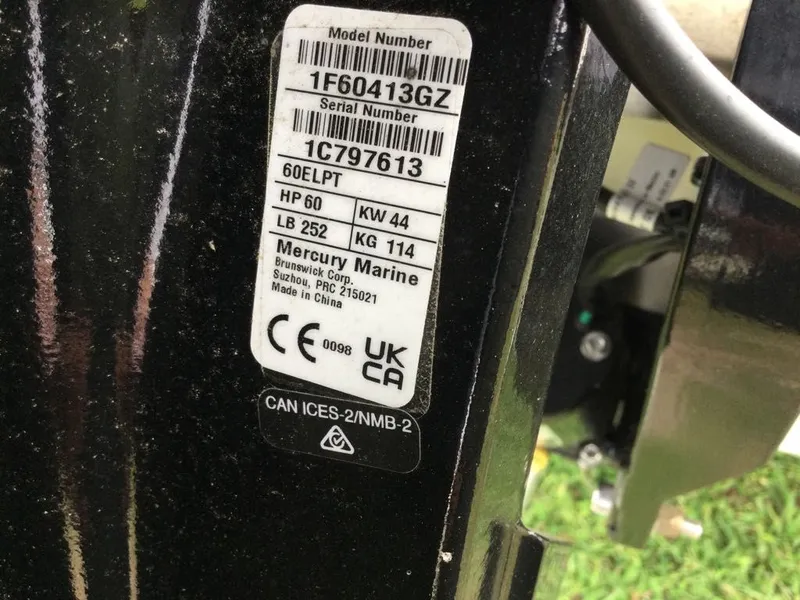 Model Number
1F60413GZ
Serial Number
1C797613
60ELPT
HP 60 KW 44
LB 252 KG 114
Mercury Marine
Brunswick Corp.
Suzhou, PRC 215021
Made in China
CE 0098 UK
CA
CAN ICES-2/NMB-2